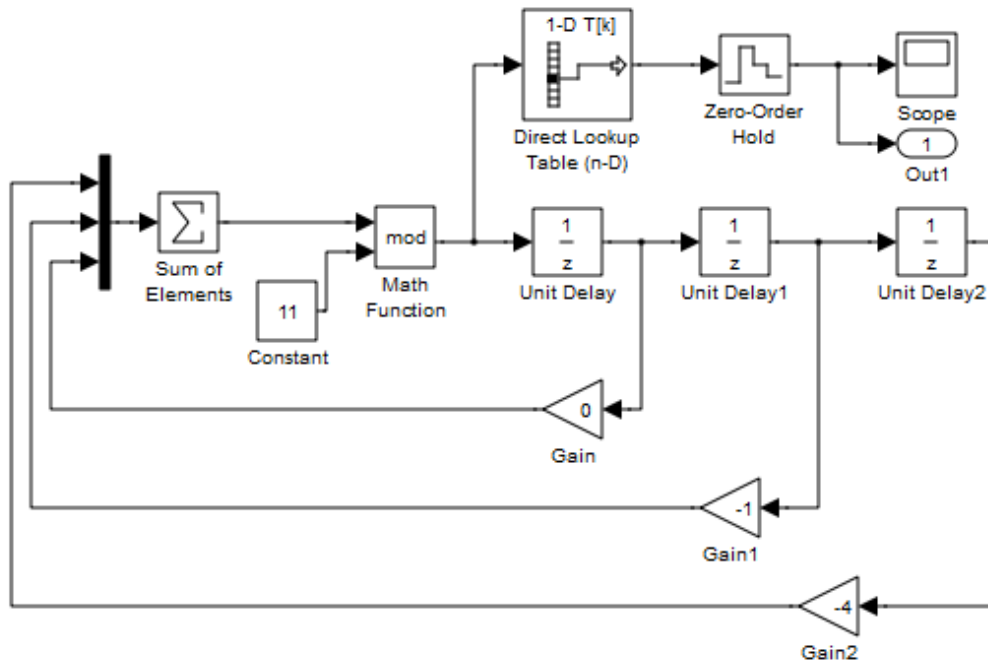 1-D T[k]
Direct Lookup
Table (n-D)
Zero-Order
Hold
Scope
1
Out1
Sum of
Elements
11
Constant
mod
Math
Function
1
z
Unit Delay
1
z
Unit Delay1
1
z
Unit Delay2
0
Gain
-1
Gain1
-4
Gain2